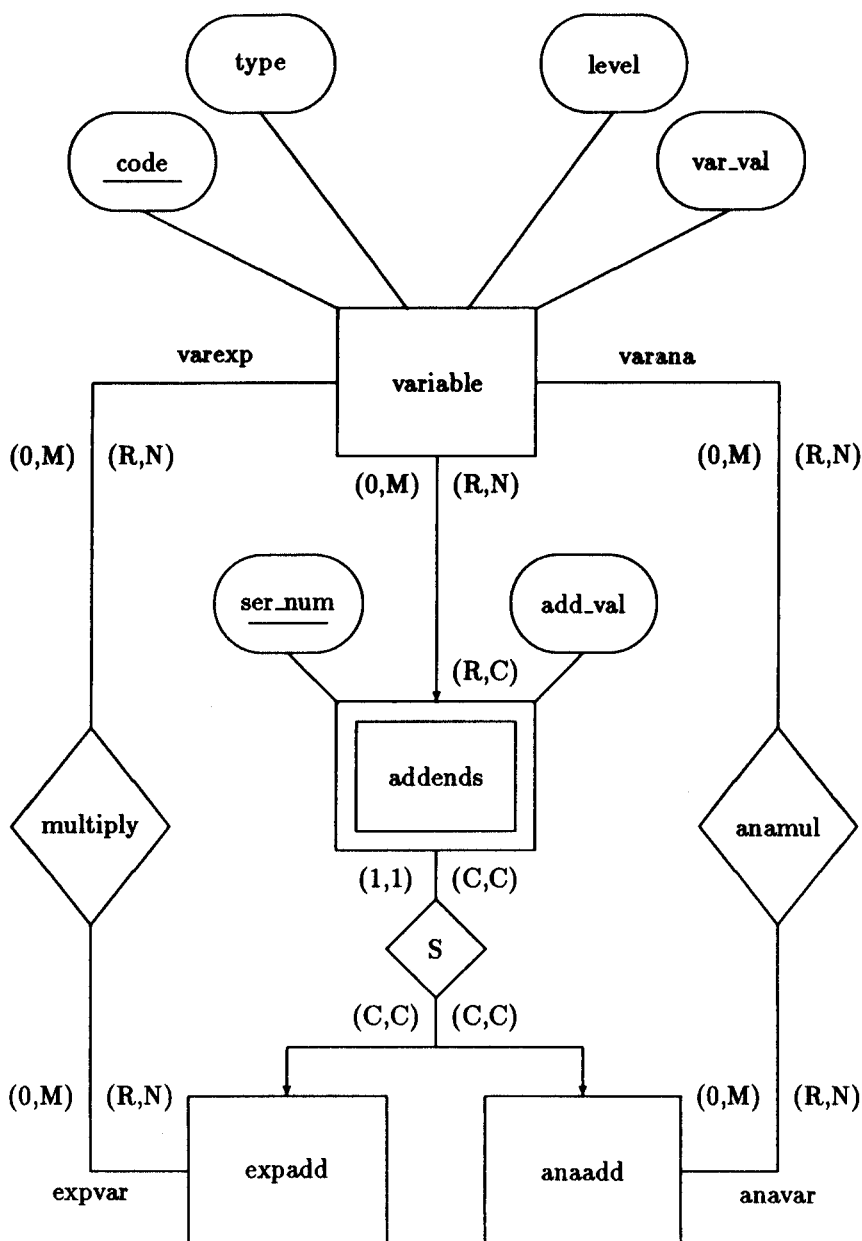 type
level
code
var_val
varexp
varana
variable
(0,M) (R,N)
(0,M) (R,N)
(0,M) (R,N)
ser_num
add_val
(R,C)
addends
multiply
anamul
(1,1) (C,C)
S
(C,C) (C,C)
(0,M) (R,N)
(0,M) (R,N)
expadd
anaadd
expvar
anavar